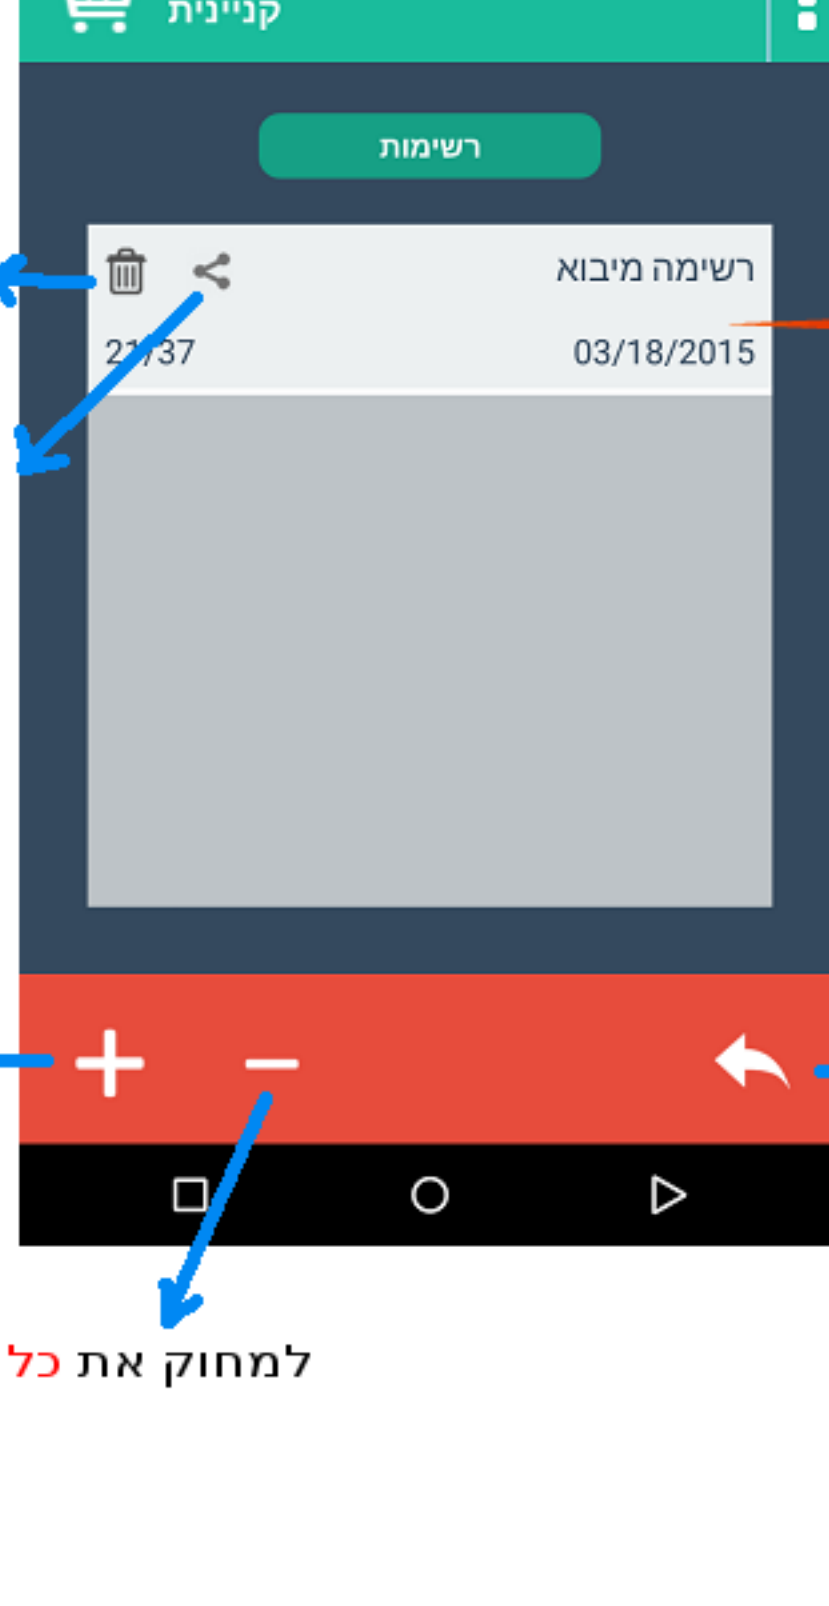 קניינית
רשימות
רשימה מיבוא
03/18/2015
21/37
למחוק את כל